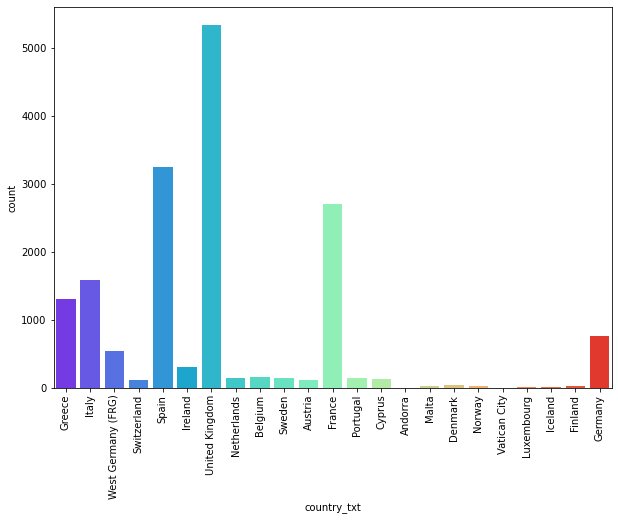 5000
4000
3000
2000
1000
0
count
Greece
Italy
West Germany (FRG)
Switzerland
Spain
Ireland
United Kingdom
Netherlands
Belgium
Sweden
Austria
France
Portugal
Cyprus
Andorra
Malta
Denmark
Norway
Vatican City
Luxembourg
Iceland
Finland
Germany
country_txt